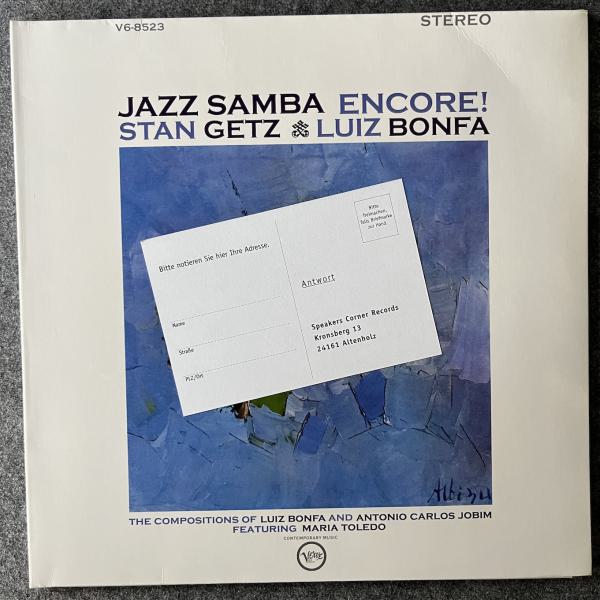 V6-8523
STEREO
JAZZ SAMBA ENCORE!
STAN GETZ & LUIZ BONFA
Bitte notieren Sie hier Ihre Adresse.
Name
Straße
PLZ/Ort
Bitte
freimachen,
falls Briefmarke
zur Hand.
Antwort
Speakers Corner Records
Kronsberg 13
24161 Altenholz
Albizu
THE COMPOSITIONS OF LUIZ BONFA AND ANTONIO CARLOS JOBIM
FEATURING MARIA TOLEDO
CONTEMPORARY MUSIC
Verve